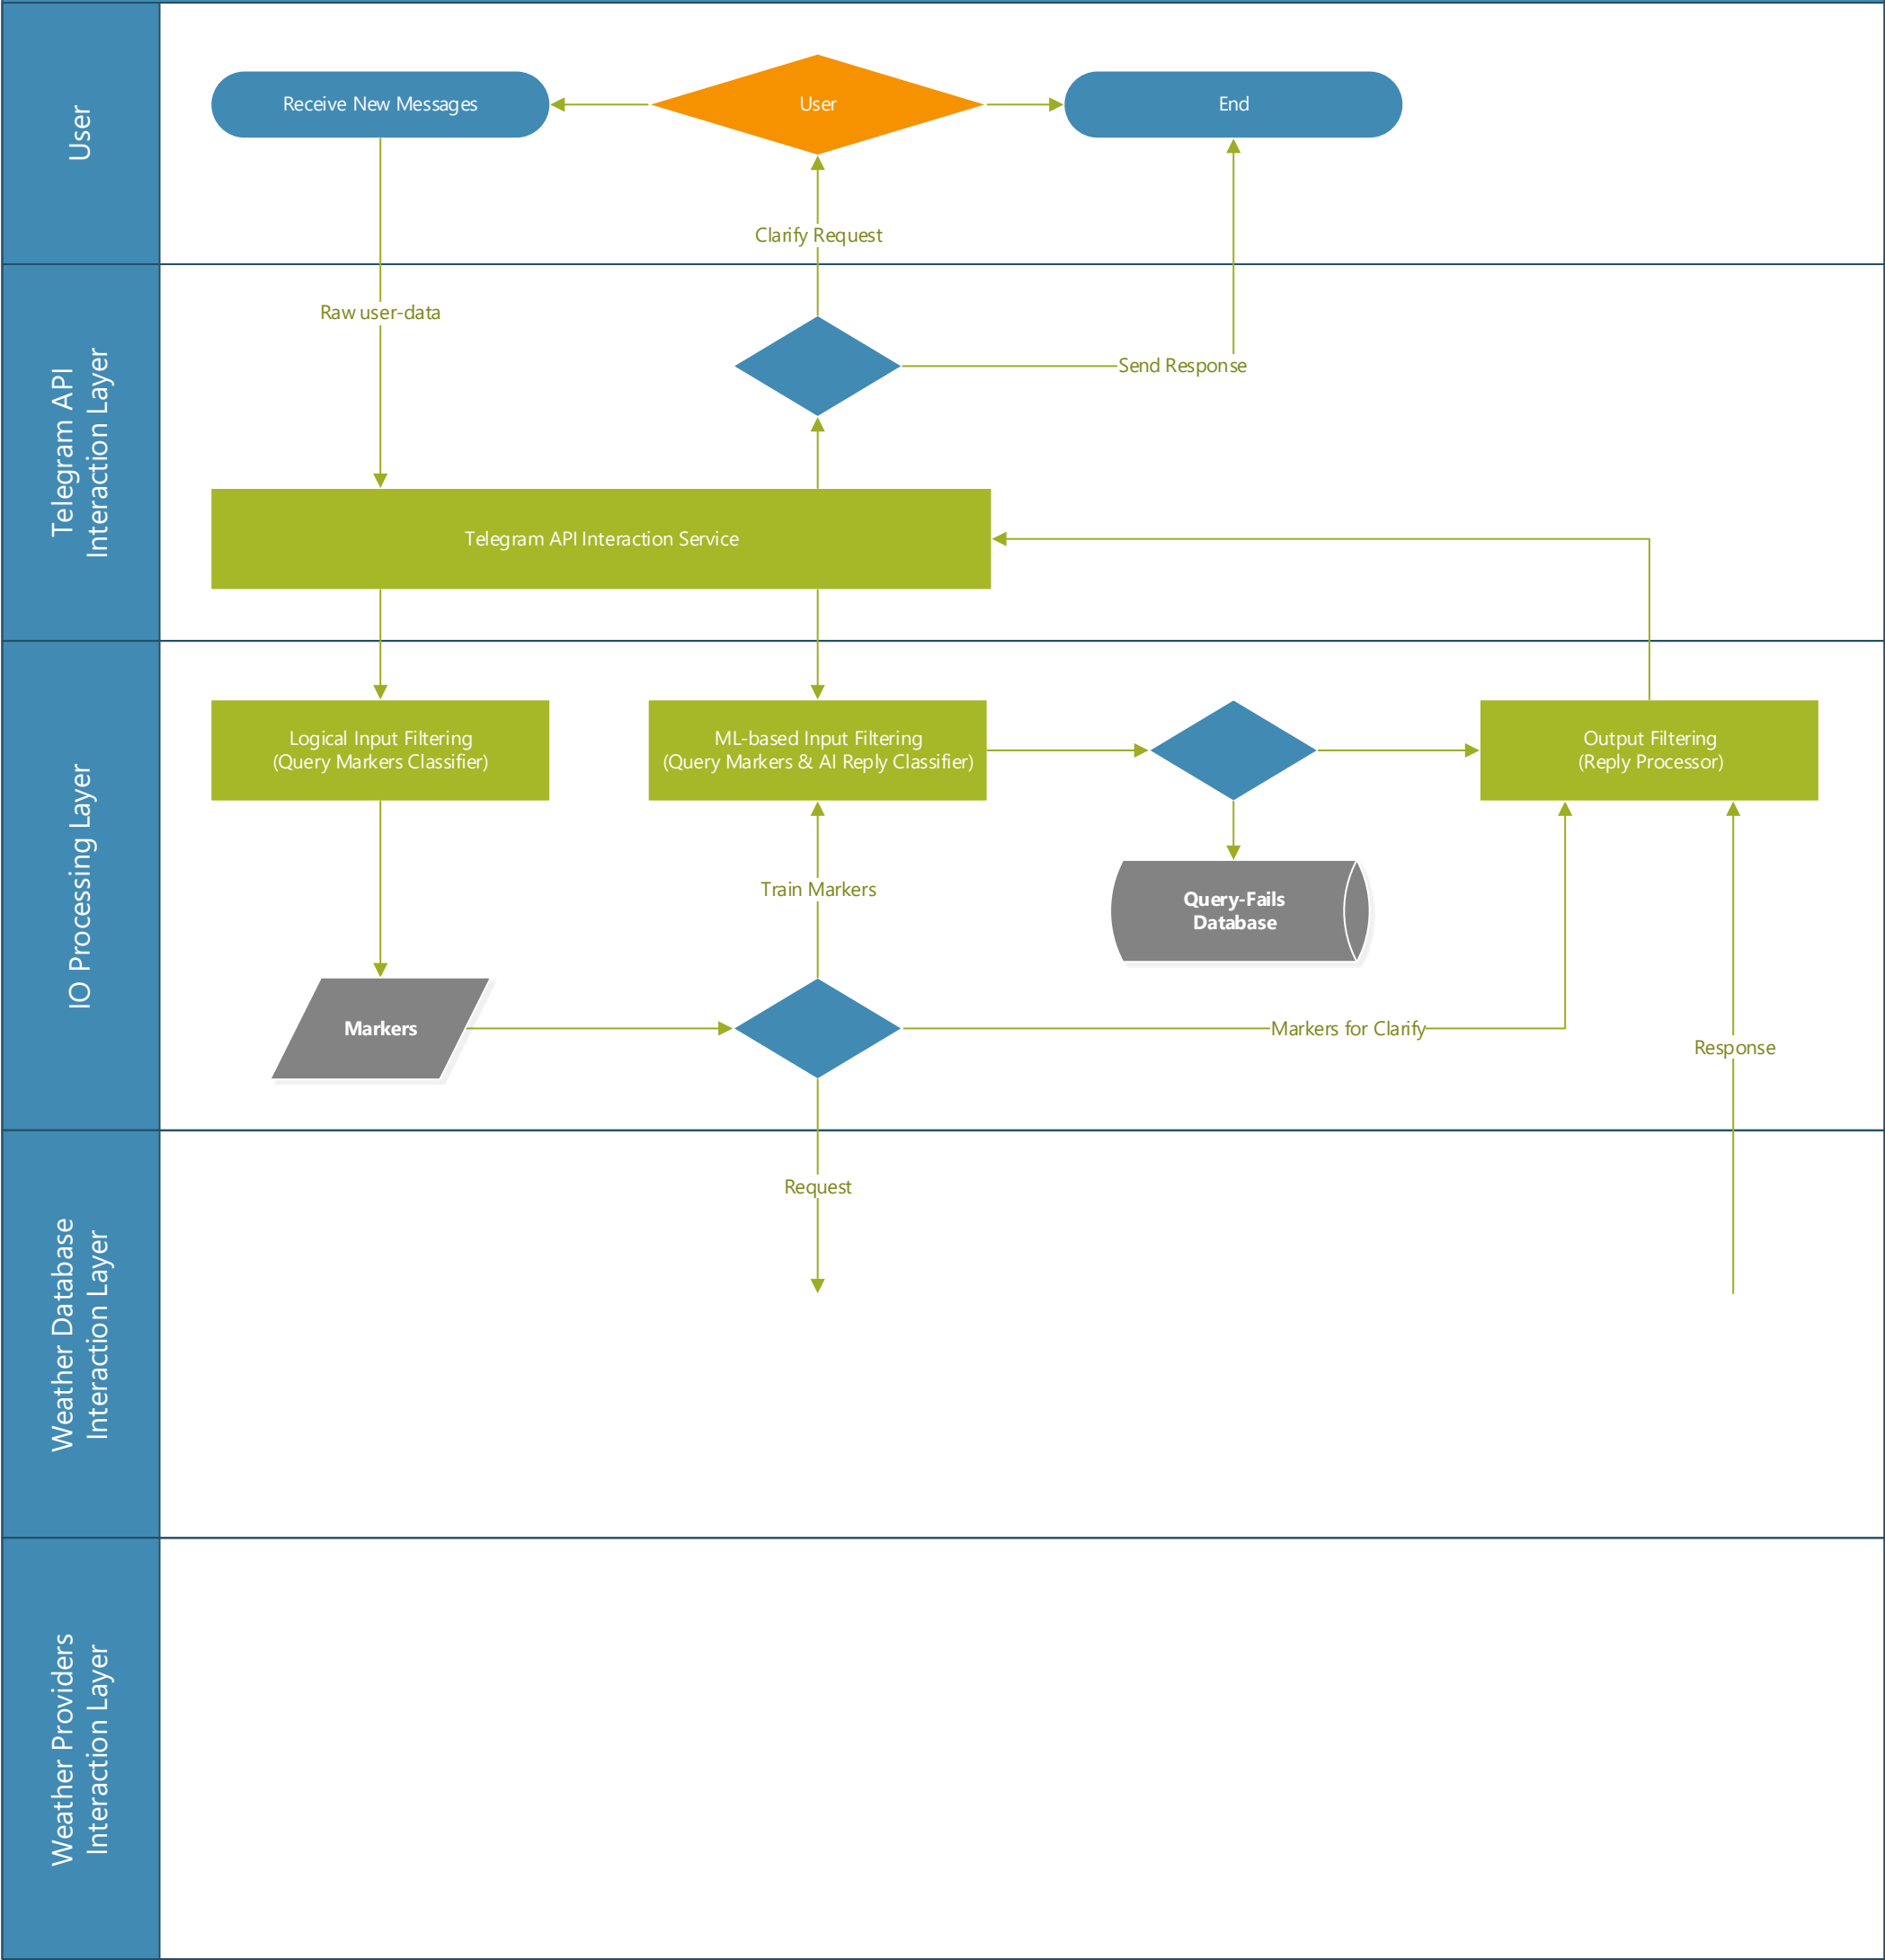 User
Receive New Messages
User
End
Clarify Request
Telegram API
Interaction Layer
Raw user-data
Send Response
Telegram API Interaction Service
IO Processing Layer
Logical Input Filtering
(Query Markers Classifier)
ML-based Input Filtering
(Query Markers & AI Reply Classifier)
Output Filtering
(Reply Processor)
Train Markers
Query-Fails
Database
Markers
Markers for Clarify
Response
Weather Database
Interaction Layer
Request
Weather Providers
Interaction Layer